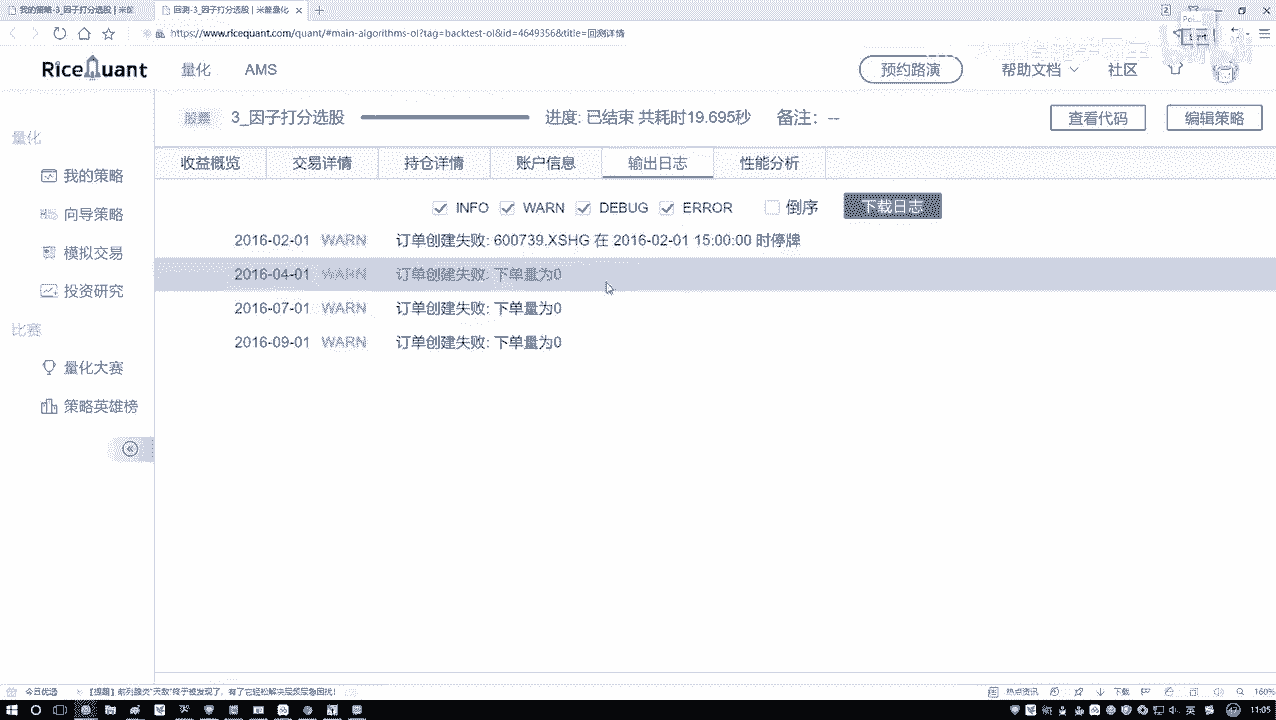 我的策略-3_因子打分选股 | 米筐
回测-3_因子打分选股 | 米筐量化
https://www.ricequant.com/quant/#main-algorithms-ol?tag=backtest-ol&id=4649356&title=回测详情
RiceQuant 量化 AMS 预约路演 帮助文档 社区
3_因子打分选股 进度: 已结束 共耗时19.695秒 备注: -- 查看代码 编辑策略
量化
我的策略
向导策略
模拟交易
投资研究
比赛
量化大赛
策略英雄榜
收益概览 交易详情 持仓详情 账户信息 输出日志 性能分析
INFO WARN DEBUG ERROR 倒序 下载日志
2016-02-01 WARN 订单创建失败: 600739.XSHG 在 2016-02-01 15:00:00 时停牌
2016-04-01 WARN 订单创建失败: 下单量为0
2016-07-01 WARN 订单创建失败: 下单量为0
2016-09-01 WARN 订单创建失败: 下单量为0
今日优选
热点资讯 下载 160%
11:05